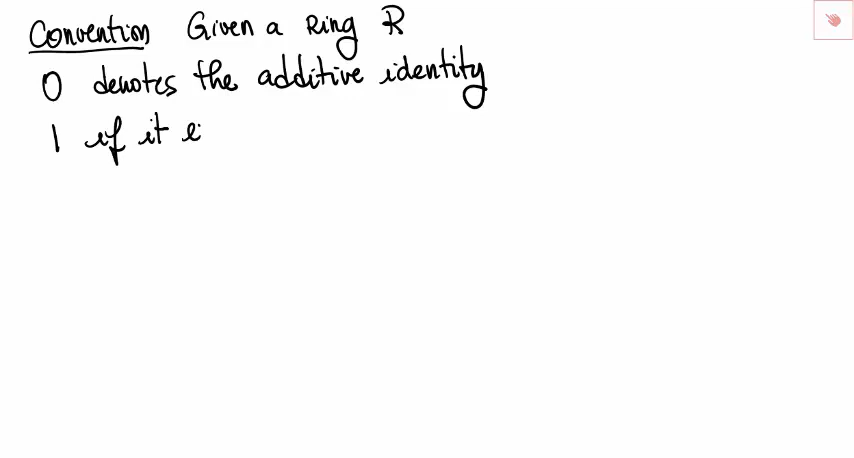 Convention Given a Ring R
0 denotes the additive identity
1 if it e